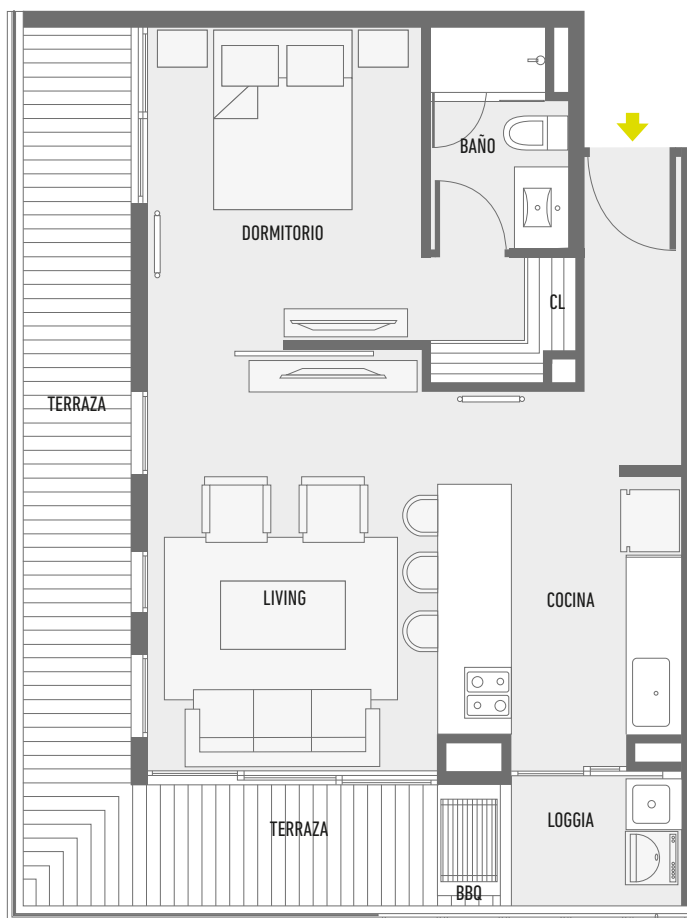 BAÑO
DORMITORIO
CL
TERRAZA
LIVING
COCINA
TERRAZA
LOGGIA
BBQ